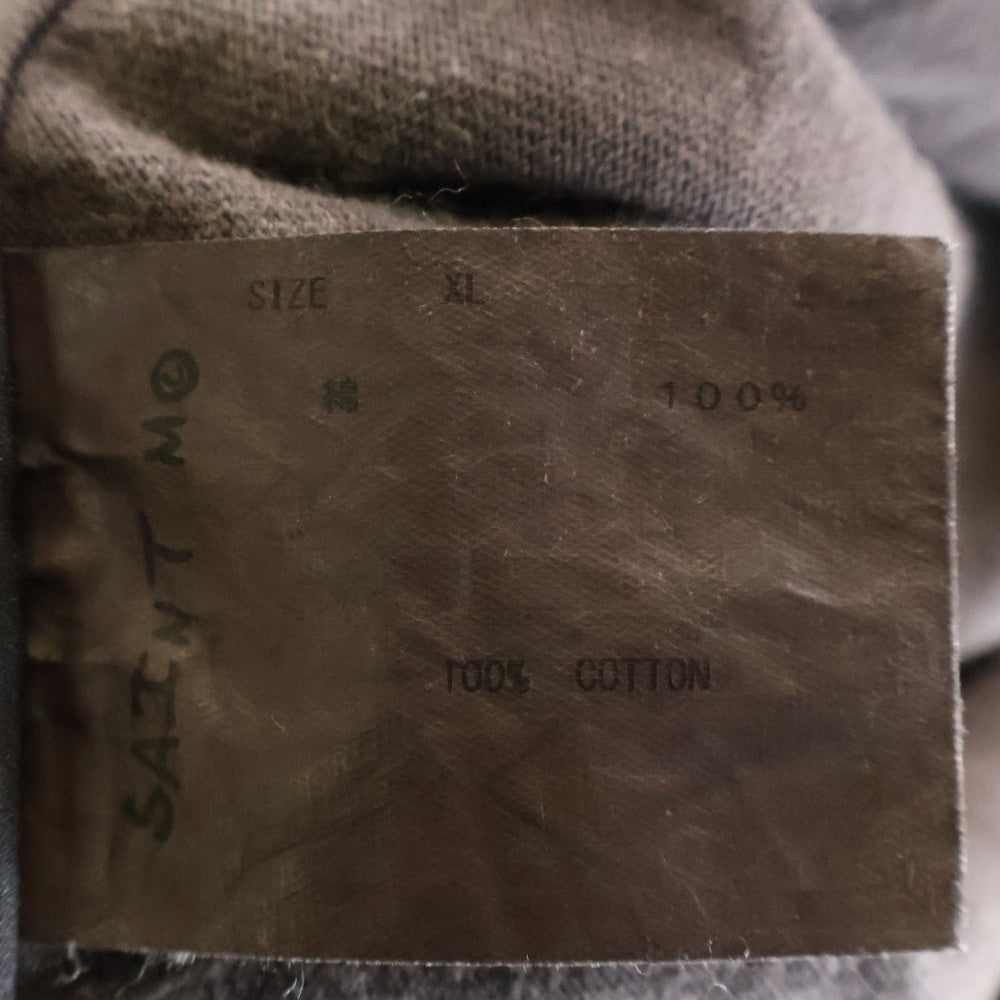 SIZE XL
綿 100%
100% COTTON
SAINT M©